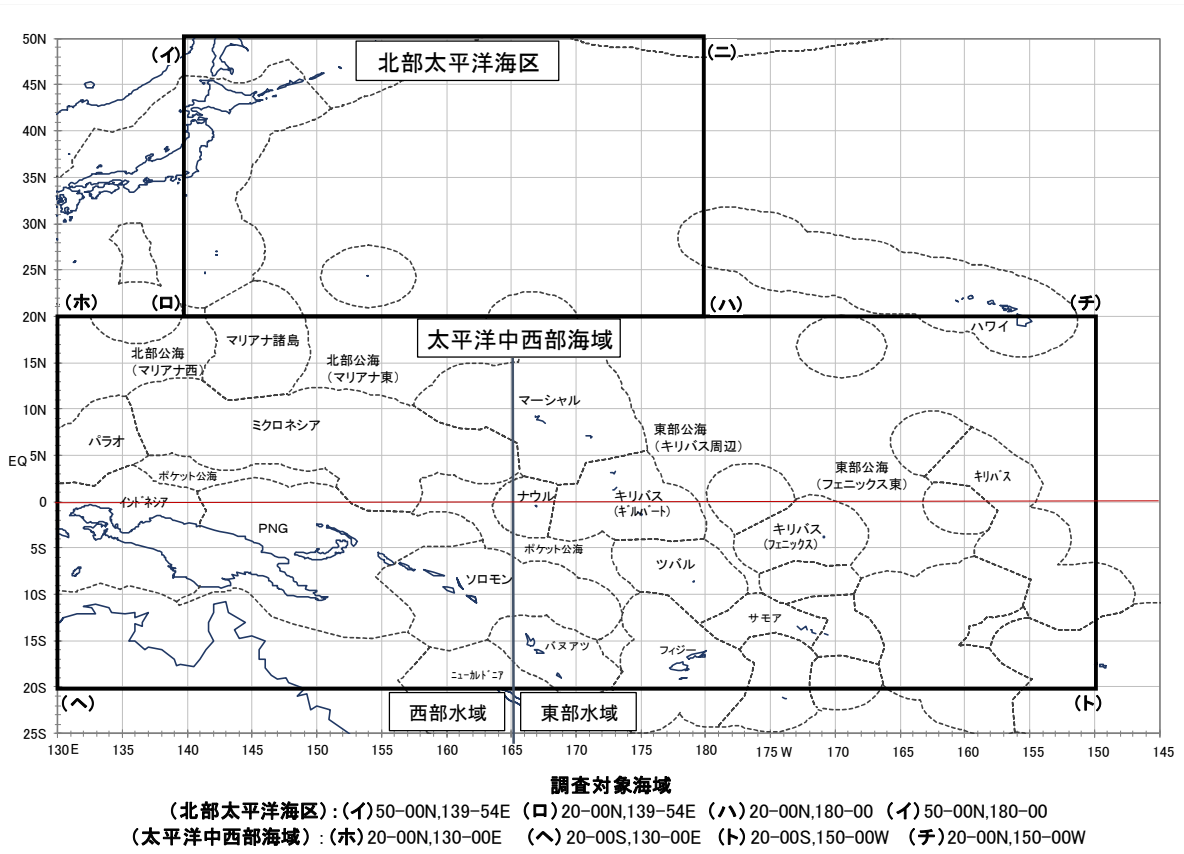 50N
(イ)
北部太平洋海区
(ニ)
45N
40N
35N
30N
25N
(ホ)
(ロ)
(ハ)
(チ)
20N
太平洋中西部海域
ハワイ
マリアナ諸島
北部公海
(マリアナ西)
北部公海
(マリアナ東)
15N
マーシャル
10N
ミクロネシア
パラオ
東部公海
(キリバス周辺)
EQ
5N
ポケット公海
東部公海
(フェニックス東)
キリバス
0
インドネシア
ナウル
キリバス
(ギルバート)
PNG
キリバス
(フェニックス)
5S
ポケット公海
ツバル
ソロモン
10S
サモア
15S
バヌアツ
フィジー
ニューカルドニア
20S
(ヘ)
(ト)
西部水域
東部水域
25S
130E 135 140 145 150 155 160 165 170 175 180 175W 170 165 160 155 150 145
調査対象海域
(北部太平洋海区):(イ)50-00N,139-54E (ロ)20-00N,139-54E (ハ)20-00N,180-00 (イ)50-00N,180-00
(太平洋中西部海域):(ホ)20-00N,130-00E (ヘ)20-00S,130-00E (ト)20-00S,150-00W (チ)20-00N,150-00W